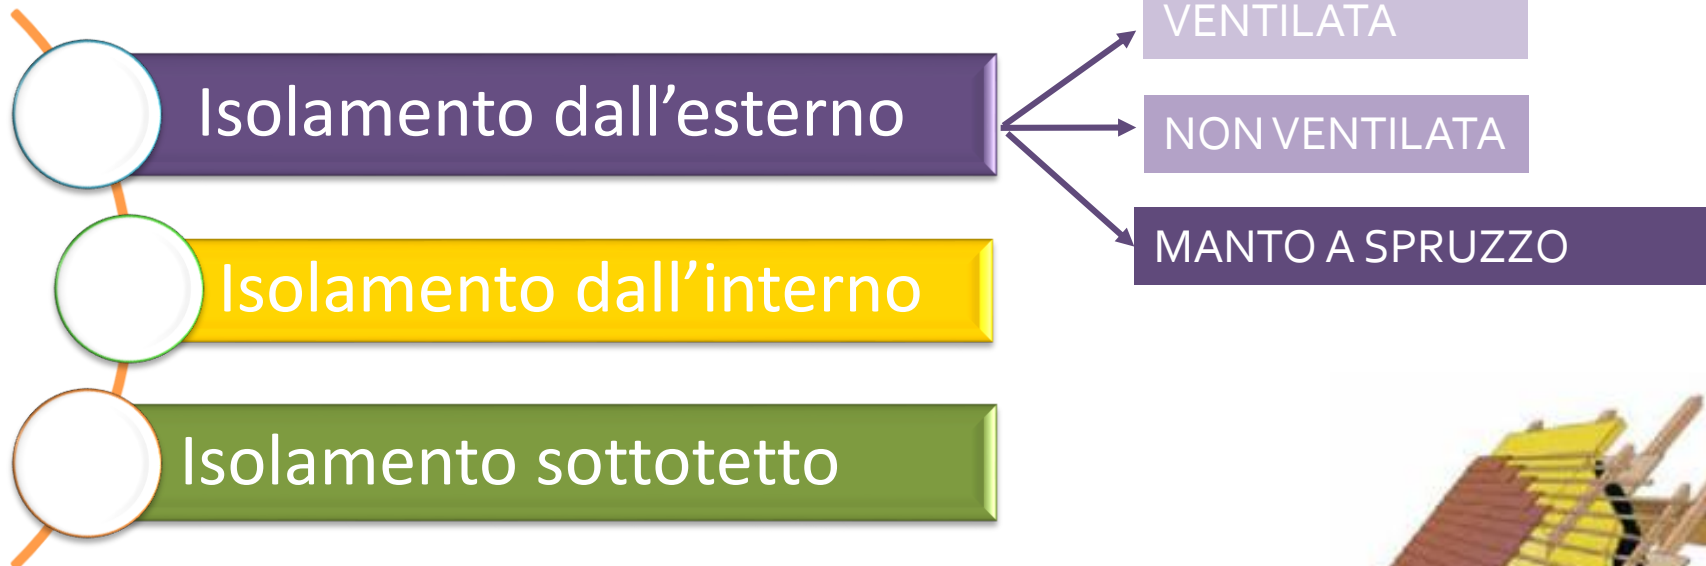 VENTILATA
Isolamento dall’esterno
NON VENTILATA
MANTO A SPRUZZO
Isolamento dall’interno
Isolamento sottotetto